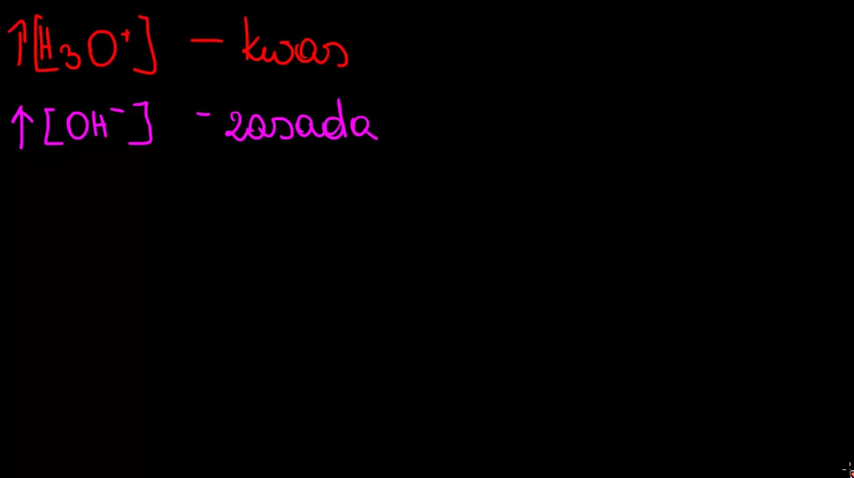 ↑[H₃O⁺] - kwas
↑[OH⁻] - zasada